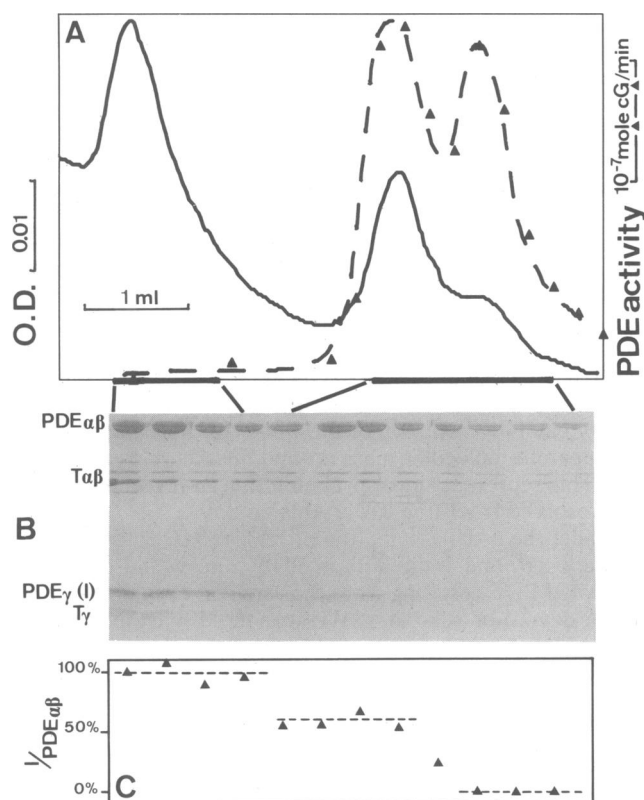 A
O.D. 0.01
1 ml
PDE activity 10⁻⁷mole cG/min
PDEαβ
Tαβ
B
PDEγ (I)
Tγ
100%
50%
0%
I/PDEαβ
C